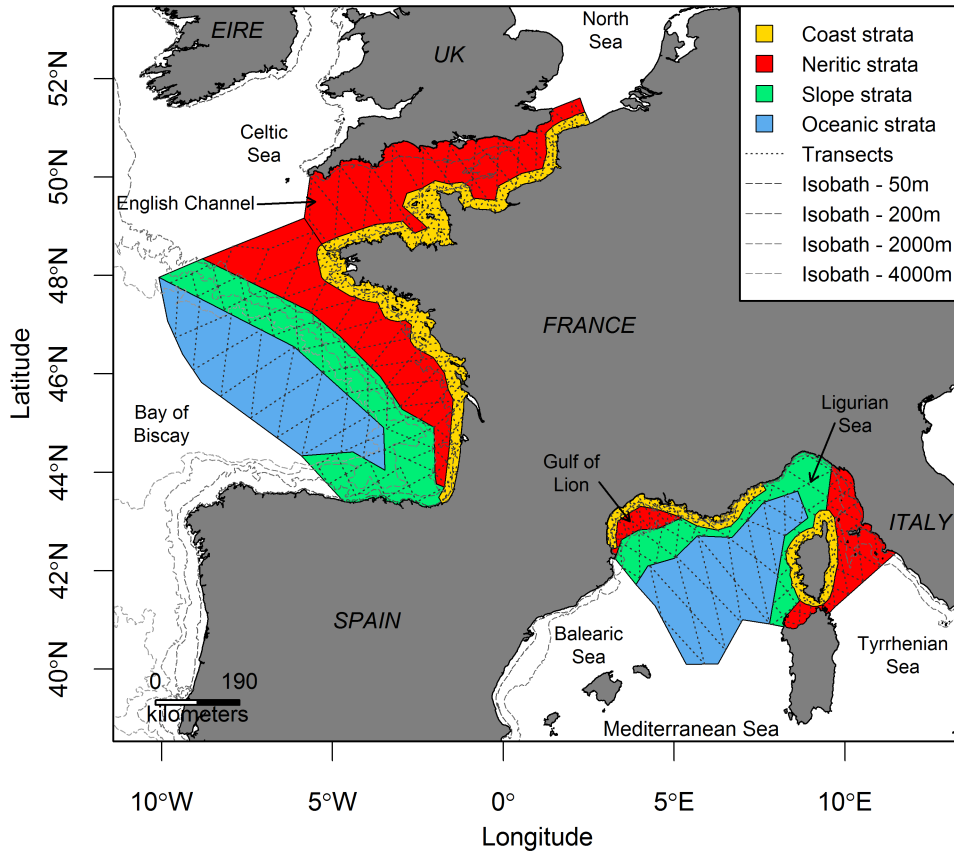 EIRE
UK
North
Sea
Celtic
Sea
English Channel
FRANCE
Bay of
Biscay
Ligurian
Sea
Gulf of
Lion
ITALY
SPAIN
Balearic
Sea
Tyrrhenian
Sea
Mediterranean Sea
0 190
kilometers
Coast strata
Neritic strata
Slope strata
Oceanic strata
Transects
Isobath - 50m
Isobath - 200m
Isobath - 2000m
Isobath - 4000m
52°N
50°N
48°N
46°N
44°N
42°N
40°N
Latitude
10°W
5°W
0°
5°E
10°E
Longitude